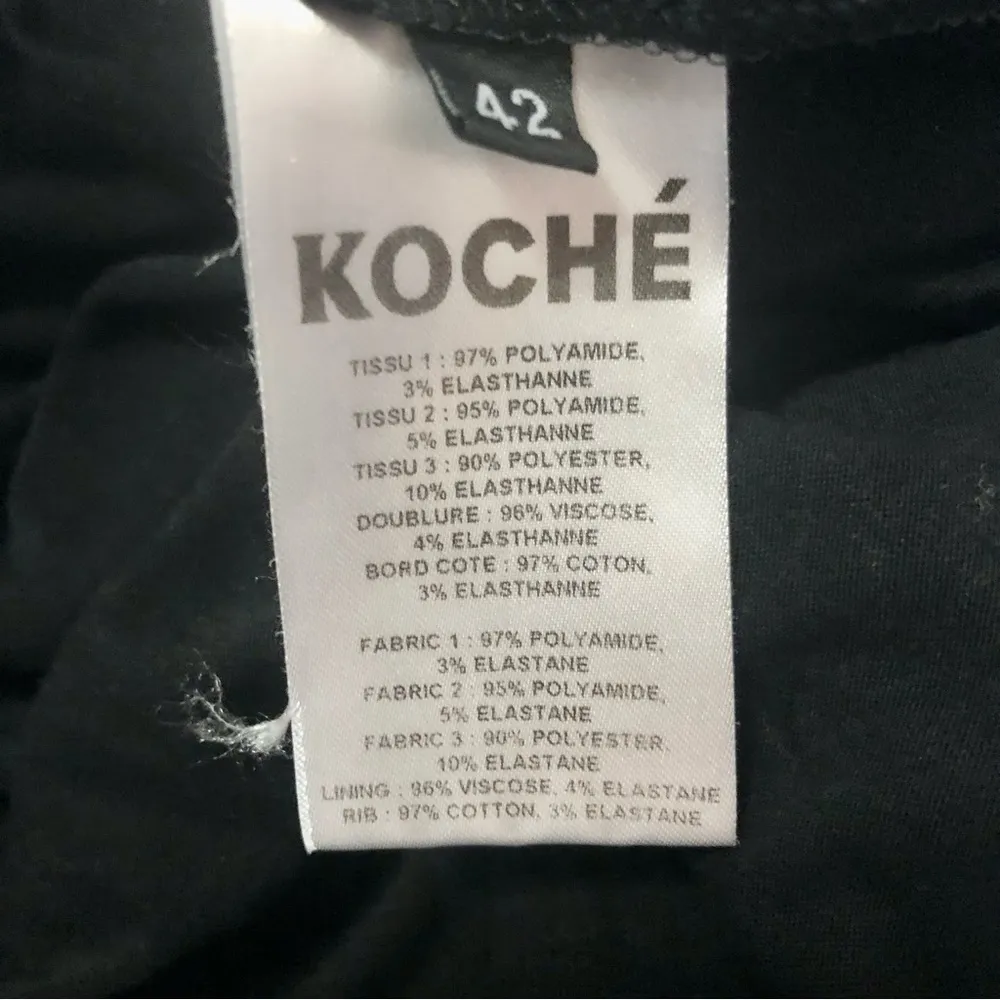 42
KOCHÉ
TISSU 1 : 97% POLYAMIDE,
3% ELASTHANNE
TISSU 2 : 95% POLYAMIDE,
5% ELASTHANNE
TISSU 3 : 90% POLYESTER,
10% ELASTHANNE
DOUBLURE : 96% VISCOSE,
4% ELASTHANNE
BORD COTE : 97% COTON,
3% ELASTHANNE
FABRIC 1 : 97% POLYAMIDE,
3% ELASTANE
FABRIC 2 : 95% POLYAMIDE,
5% ELASTANE
FABRIC 3 : 90% POLYESTER,
10% ELASTANE
LINING : 96% VISCOSE, 4% ELASTANE
RIB : 97% COTTON, 3% ELASTANE